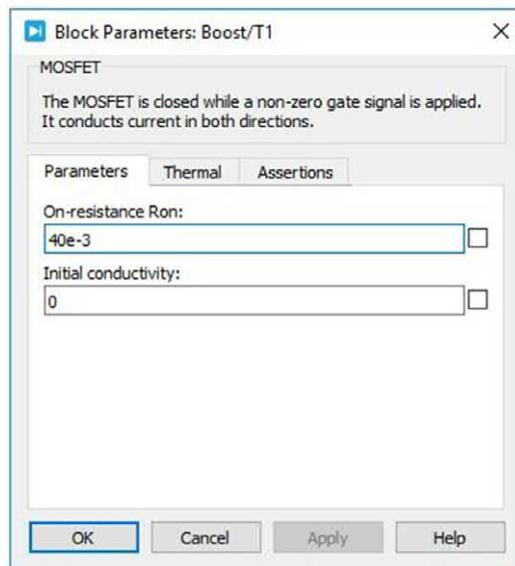 Block Parameters: Boost/T1
MOSFET
The MOSFET is closed while a non-zero gate signal is applied.
It conducts current in both directions.
Parameters Thermal Assertions
On-resistance Ron:
40e-3
Initial conductivity:
0
OK Cancel Apply Help